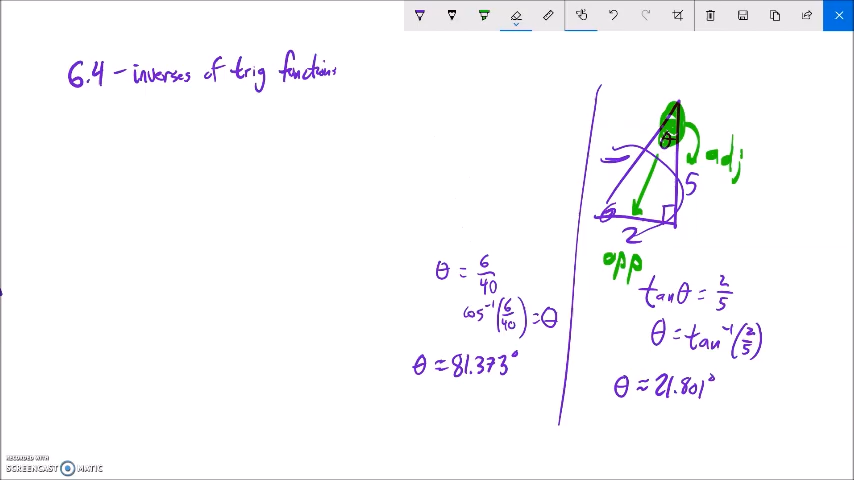 6.4 – inverses of trig functions
θ
adj
5
2
opp
θ = 6/40
cos⁻¹(6/40) = θ
θ ≈ 81.373°
tanθ = 2/5
θ = tan⁻¹(2/5)
θ ≈ 21.801°
RECORDED WITH
SCREENCAST MATIC